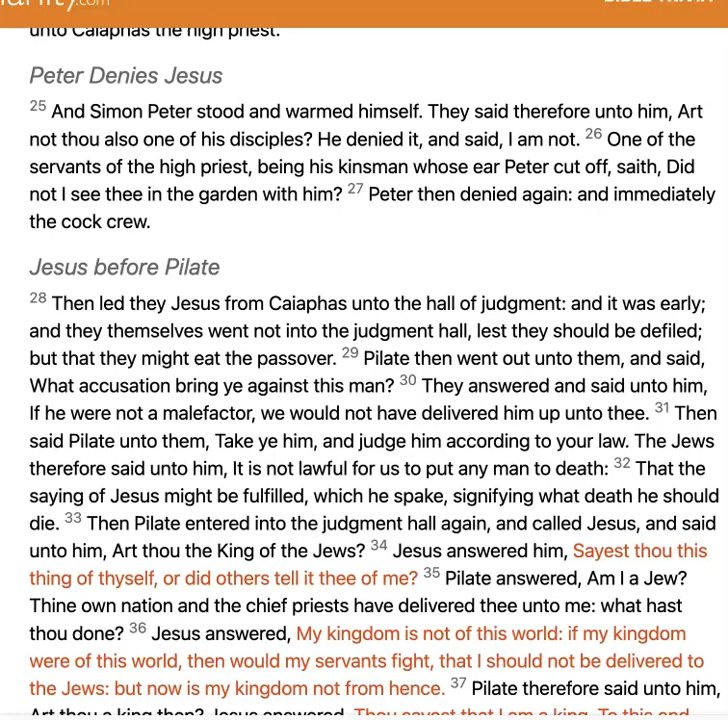 .com
unto Caiaphas the high priest.
Peter Denies Jesus
25 And Simon Peter stood and warmed himself. They said therefore unto him, Art
not thou also one of his disciples? He denied it, and said, I am not. 26 One of the
servants of the high priest, being his kinsman whose ear Peter cut off, saith, Did
not I see thee in the garden with him? 27 Peter then denied again: and immediately
the cock crew.
Jesus before Pilate
28 Then led they Jesus from Caiaphas unto the hall of judgment: and it was early;
and they themselves went not into the judgment hall, lest they should be defiled;
but that they might eat the passover. 29 Pilate then went out unto them, and said,
What accusation bring ye against this man? 30 They answered and said unto him,
If he were not a malefactor, we would not have delivered him up unto thee. 31 Then
said Pilate unto them, Take ye him, and judge him according to your law. The Jews
therefore said unto him, It is not lawful for us to put any man to death: 32 That the
saying of Jesus might be fulfilled, which he spake, signifying what death he should
die. 33 Then Pilate entered into the judgment hall again, and called Jesus, and said
unto him, Art thou the King of the Jews? 34 Jesus answered him, Sayest thou this
thing of thyself, or did others tell it thee of me? 35 Pilate answered, Am I a Jew?
Thine own nation and the chief priests have delivered thee unto me: what hast
thou done? 36 Jesus answered, My kingdom is not of this world: if my kingdom
were of this world, then would my servants fight, that I should not be delivered to
the Jews: but now is my kingdom not from hence. 37 Pilate therefore said unto him,
Art thou a king then? Jesus answered, Thou sayest that I am a king. To this end